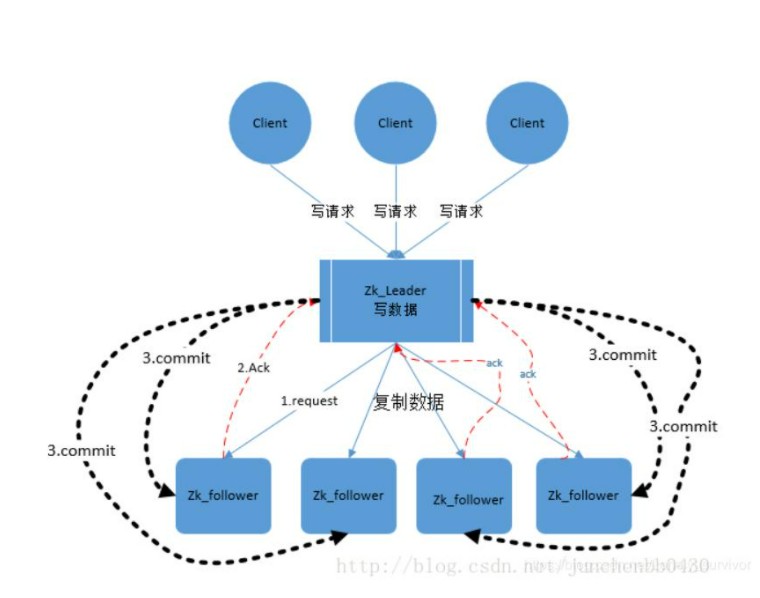 Client
Client
Client
写请求
写请求
写请求
Zk_Leader
写数据
3.commit
2.Ack
ack
ack
3.commit
1.request
复制数据
3.commit
3.commit
Zk_follower
Zk_follower
Zk_follower
Zk_follower
http://blog.csdn.net/junchenbb0430